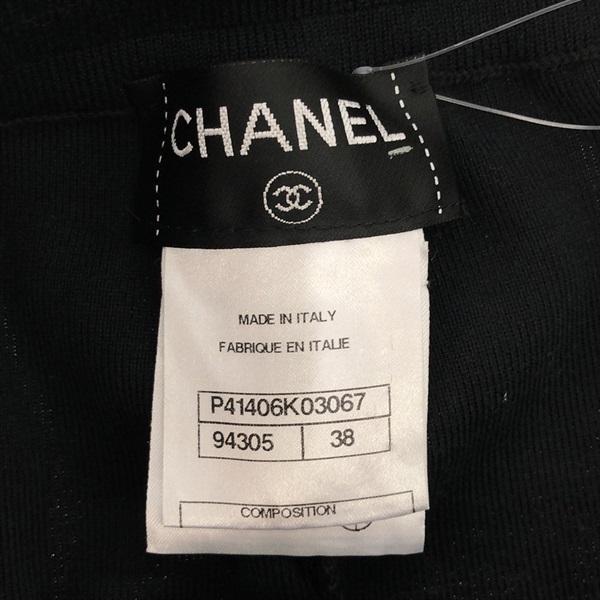 CHANEL
MADE IN ITALY
FABRIQUE EN ITALIE
P41406K03067
94305 38
COMPOSITION